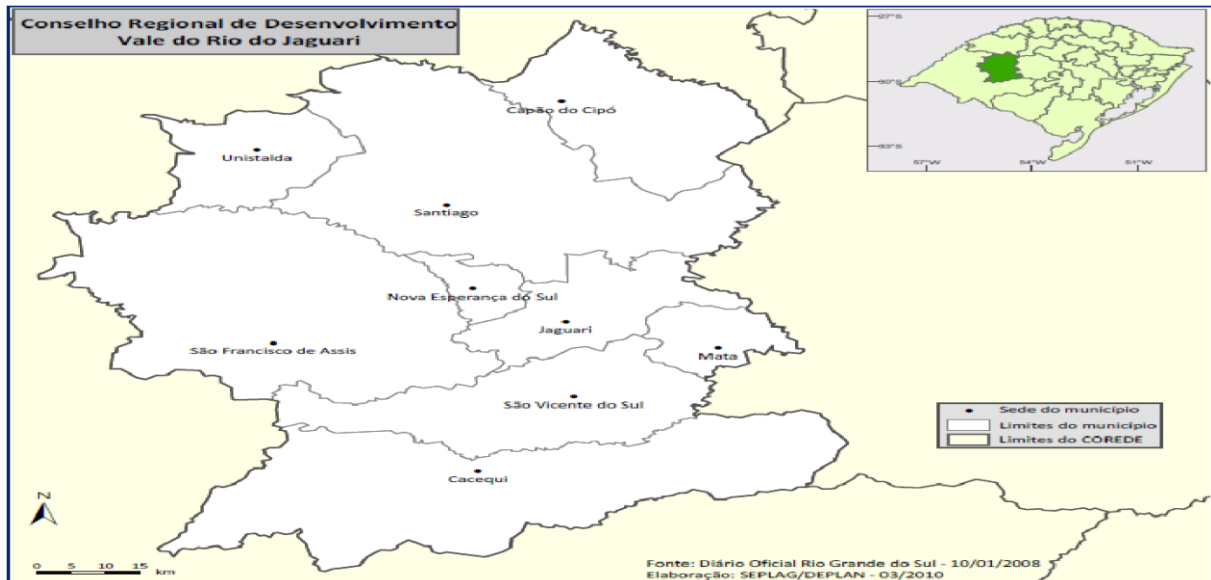 Conselho Regional de Desenvolvimento
Vale do Rio do Jaguari
27°S
30°S
33°S
57°W
54°W
51°W
Capão do Cipó
Unistalda
Santiago
Nova Esperança do Sul
Jaguari
São Francisco de Assis
Mata
São Vicente do Sul
Cacequi
Sede do município
Limites do município
Limites do COREDE
N
0 5 10 15
km
Fonte: Diário Oficial Rio Grande do Sul - 10/01/2008
Elaboração: SEPLAG/DEPLAN - 03/2010